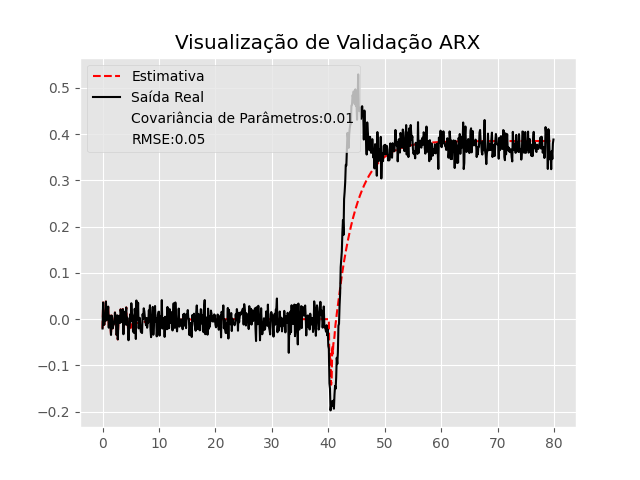 Visualização de Validação ARX
Estimativa
Saída Real
Covariância de Parâmetros:0.01
RMSE:0.05
0.5
0.4
0.3
0.2
0.1
0.0
−0.1
−0.2
0 10 20 30 40 50 60 70 80